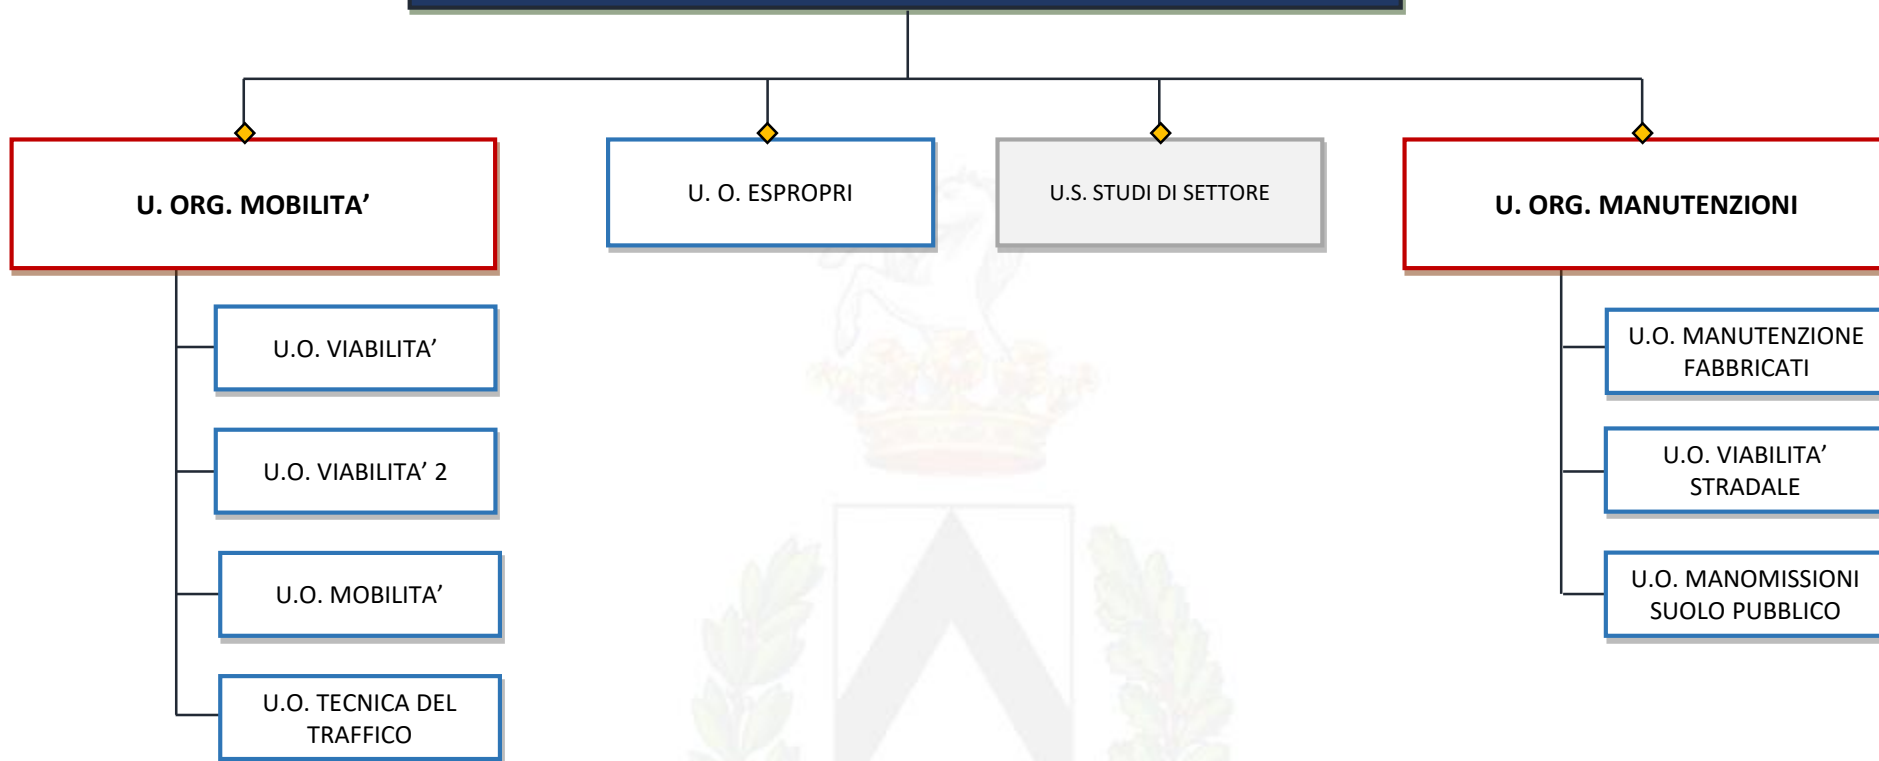 U. ORG. MOBILITA’
U. O. ESPROPRI
U.S. STUDI DI SETTORE
U. ORG. MANUTENZIONI
U.O. VIABILITA’
U.O. VIABILITA’ 2
U.O. MOBILITA’
U.O. TECNICA DEL
TRAFFICO
U.O. MANUTENZIONE
FABBRICATI
U.O. VIABILITA’
STRADALE
U.O. MANOMISSIONI
SUOLO PUBBLICO